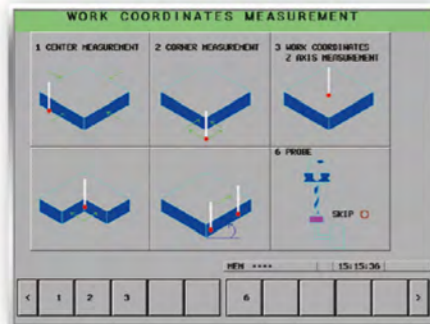 WORK COORDINATES MEASUREMENT
1 CENTER MEASUREMENT
2 CORNER MEASUREMENT
3 WORK COORDINATES
Z AXIS MEASUREMENT
6 PROBE
SKIP
MEM ****
15:15:36
< 1 2 3 6 >